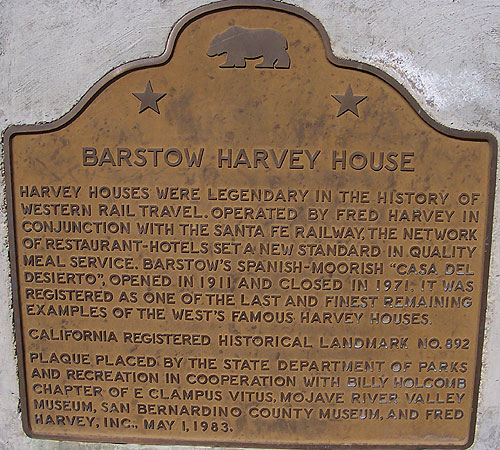 BARSTOW HARVEY HOUSE
HARVEY HOUSES WERE LEGENDARY IN THE HISTORY OF
WESTERN RAIL TRAVEL. OPERATED BY FRED HARVEY IN
CONJUNCTION WITH THE SANTA FE RAILWAY, THE NETWORK
OF RESTAURANT-HOTELS SET A NEW STANDARD IN QUALITY
MEAL SERVICE. BARSTOW'S SPANISH-MOORISH "CASA DEL
DESIERTO", OPENED IN 1911 AND CLOSED IN 1971. IT WAS
REGISTERED AS ONE OF THE LAST AND FINEST REMAINING
EXAMPLES OF THE WEST'S FAMOUS HARVEY HOUSES.
CALIFORNIA REGISTERED HISTORICAL LANDMARK NO. 892
PLAQUE PLACED BY THE STATE DEPARTMENT OF PARKS
AND RECREATION IN COOPERATION WITH BILLY HOLCOMB
CHAPTER OF E CLAMPUS VITUS, MOJAVE RIVER VALLEY
MUSEUM, SAN BERNARDINO COUNTY MUSEUM, AND FRED
HARVEY, INC., MAY 1, 1983.